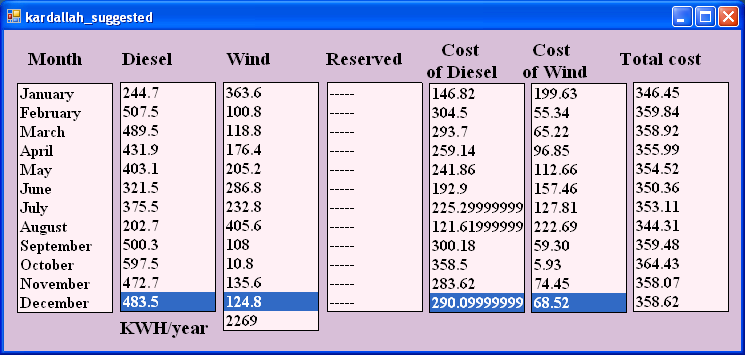 kardallah_suggested
Month Diesel Wind Reserved Cost of Diesel Cost of Wind Total cost
January 244.7 363.6 ----- 146.82 199.63 346.45
February 507.5 100.8 ----- 304.5 55.34 359.84
March 489.5 118.8 ----- 293.7 65.22 358.92
April 431.9 176.4 ----- 259.14 96.85 355.99
May 403.1 205.2 ----- 241.86 112.66 354.52
June 321.5 286.8 ----- 192.9 157.46 350.36
July 375.5 232.8 ----- 225.29999999 127.81 353.11
August 202.7 405.6 ----- 121.61999999 222.69 344.31
September 500.3 108 ----- 300.18 59.30 359.48
October 597.5 10.8 ----- 358.5 5.93 364.43
November 472.7 135.6 ----- 283.62 74.45 358.07
December 483.5 124.8 ----- 290.09999999 68.52 358.62
KWH/year 2269